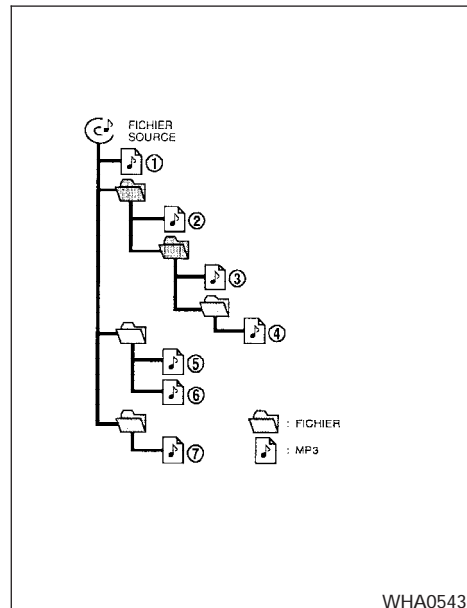 FICHIER
SOURCE
①
②
③
④
⑤
⑥
⑦
: FICHIER
: MP3
WHA0543